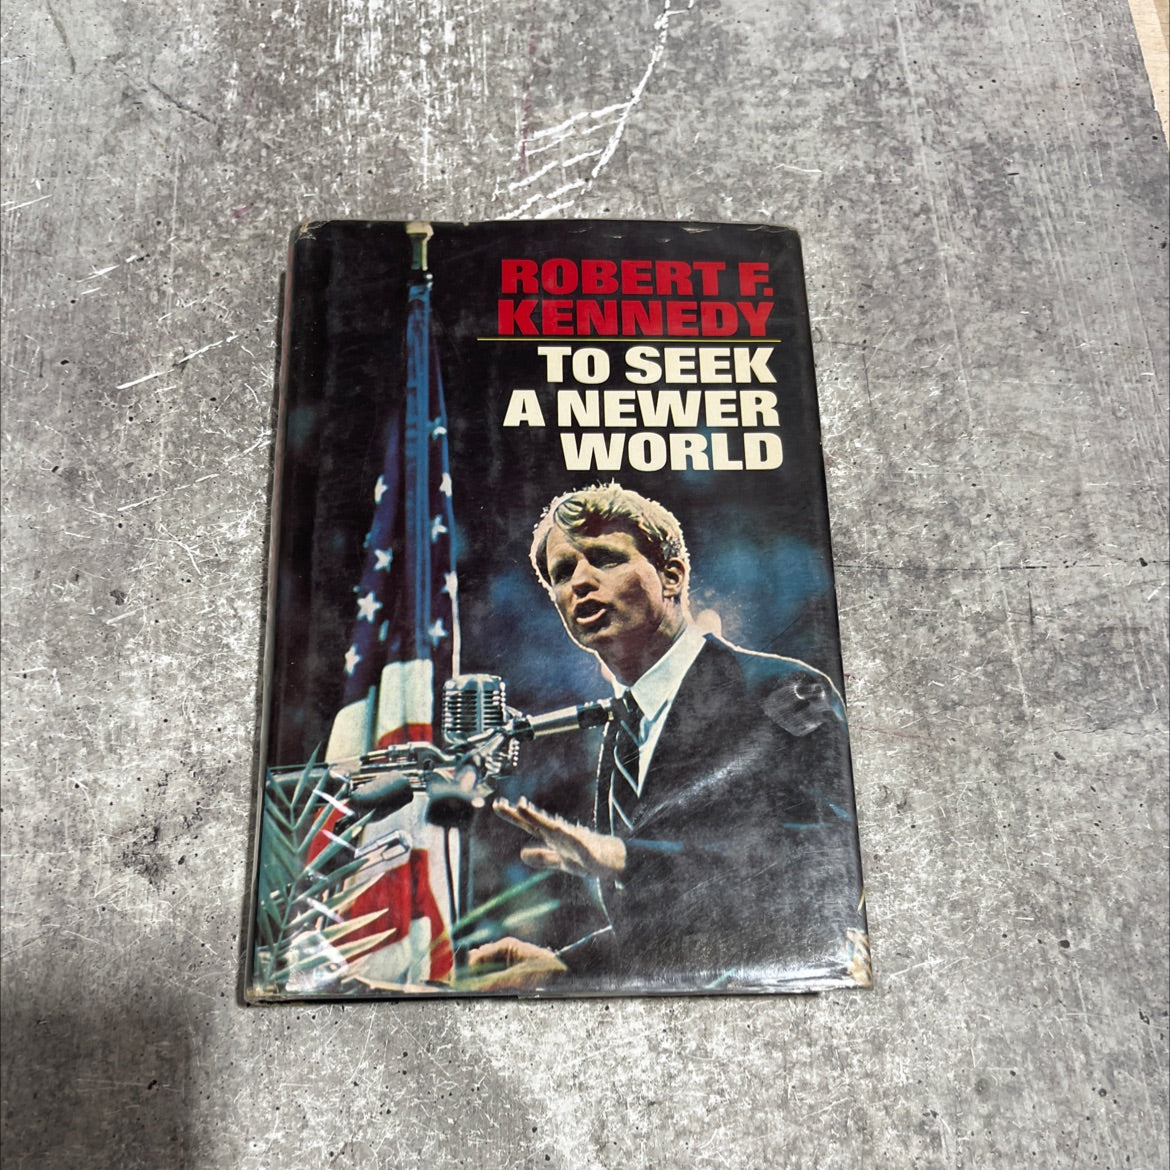 ROBERT F.
KENNEDY
TO SEEK
A NEWER
WORLD